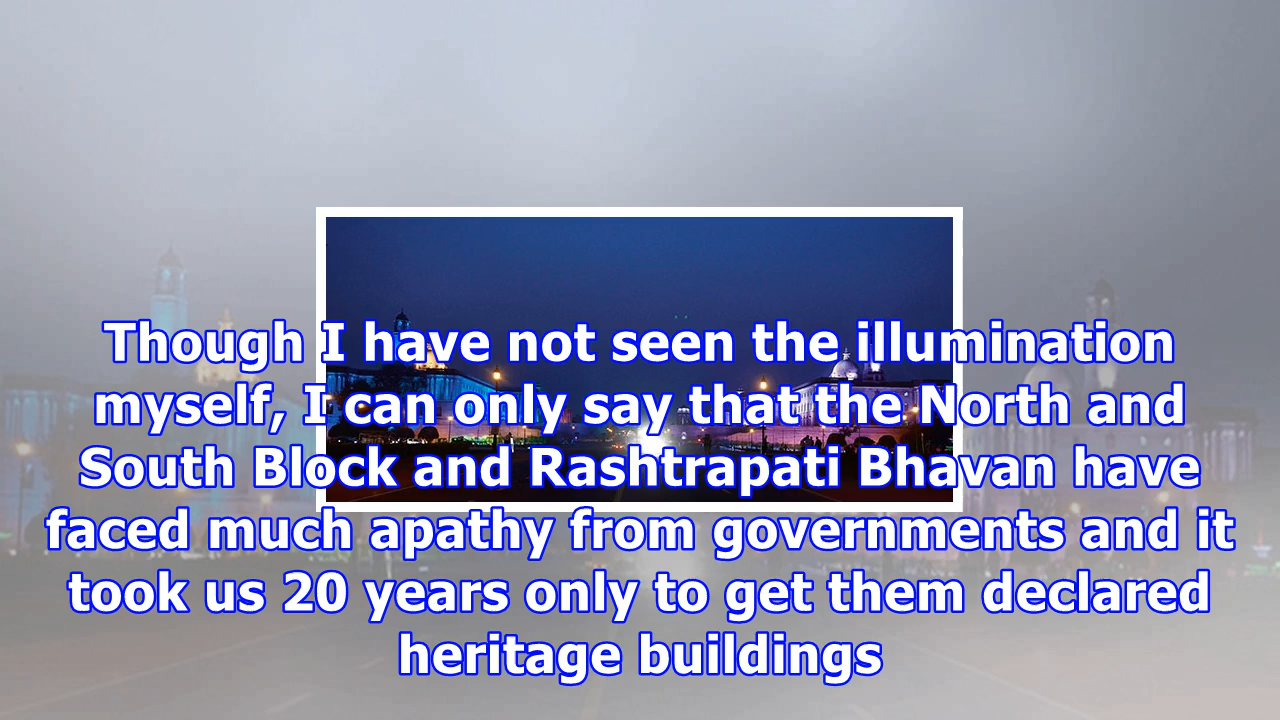 Though I have not seen the illumination
myself, I can only say that the North and
South Block and Rashtrapati Bhavan have
faced much apathy from governments and it
took us 20 years only to get them declared
heritage buildings